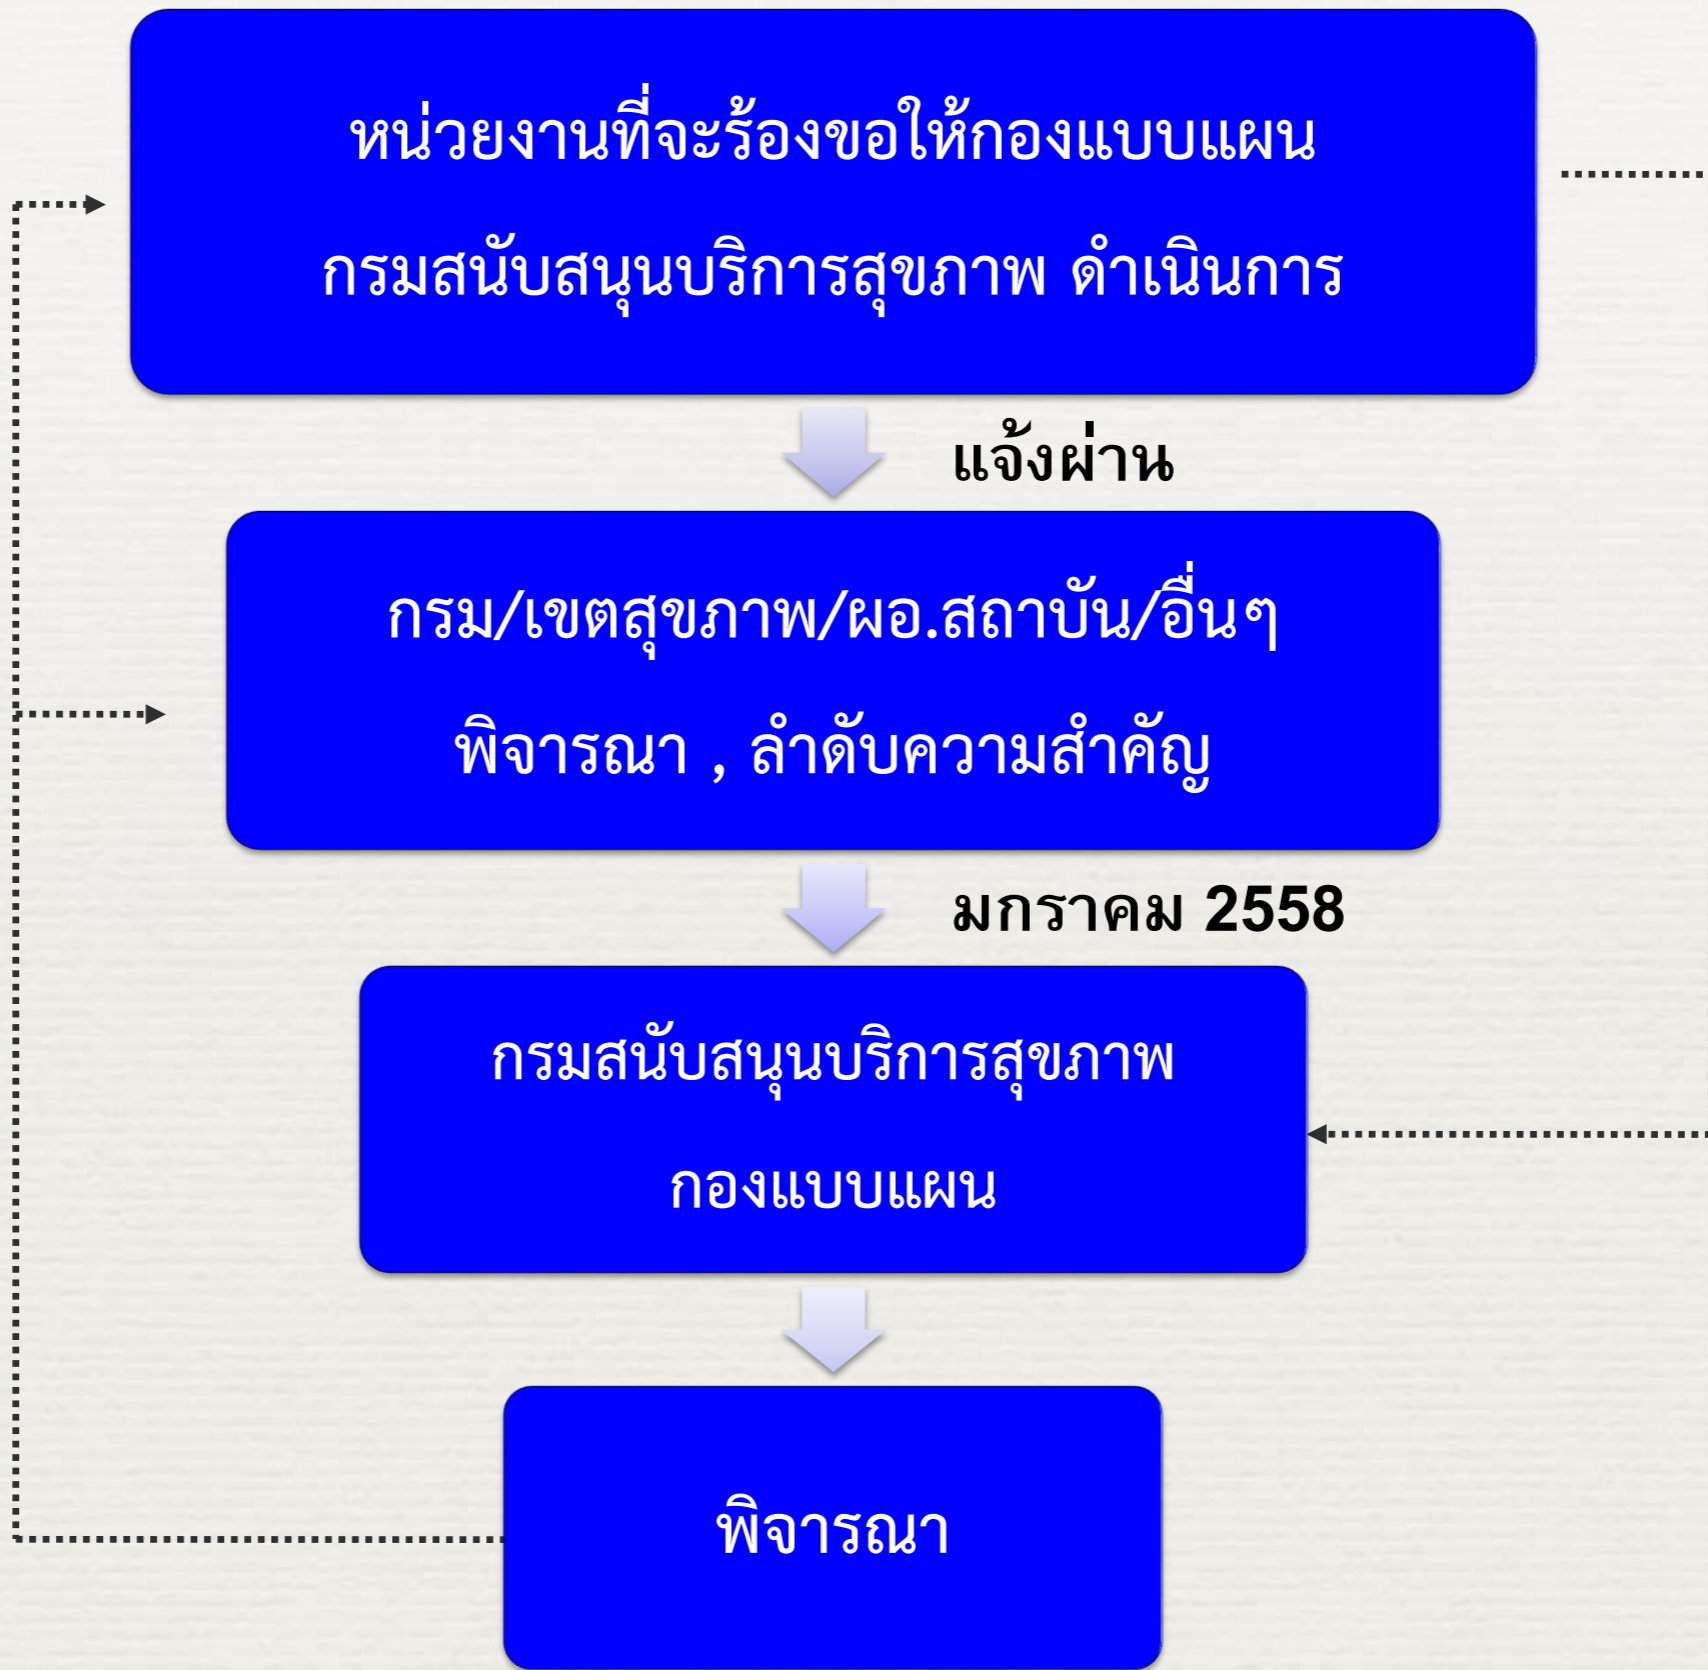 หน่วยงานที่จะร้องขอให้กองแบบแผน
กรมสนับสนุนบริการสุขภาพ ดำเนินการ
แจ้งผ่าน
กรม/เขตสุขภาพ/ผอ.สถาบัน/อื่นๆ
พิจารณา , ลำดับความสำคัญ
มกราคม 2558
กรมสนับสนุนบริการสุขภาพ
กองแบบแผน
พิจารณา